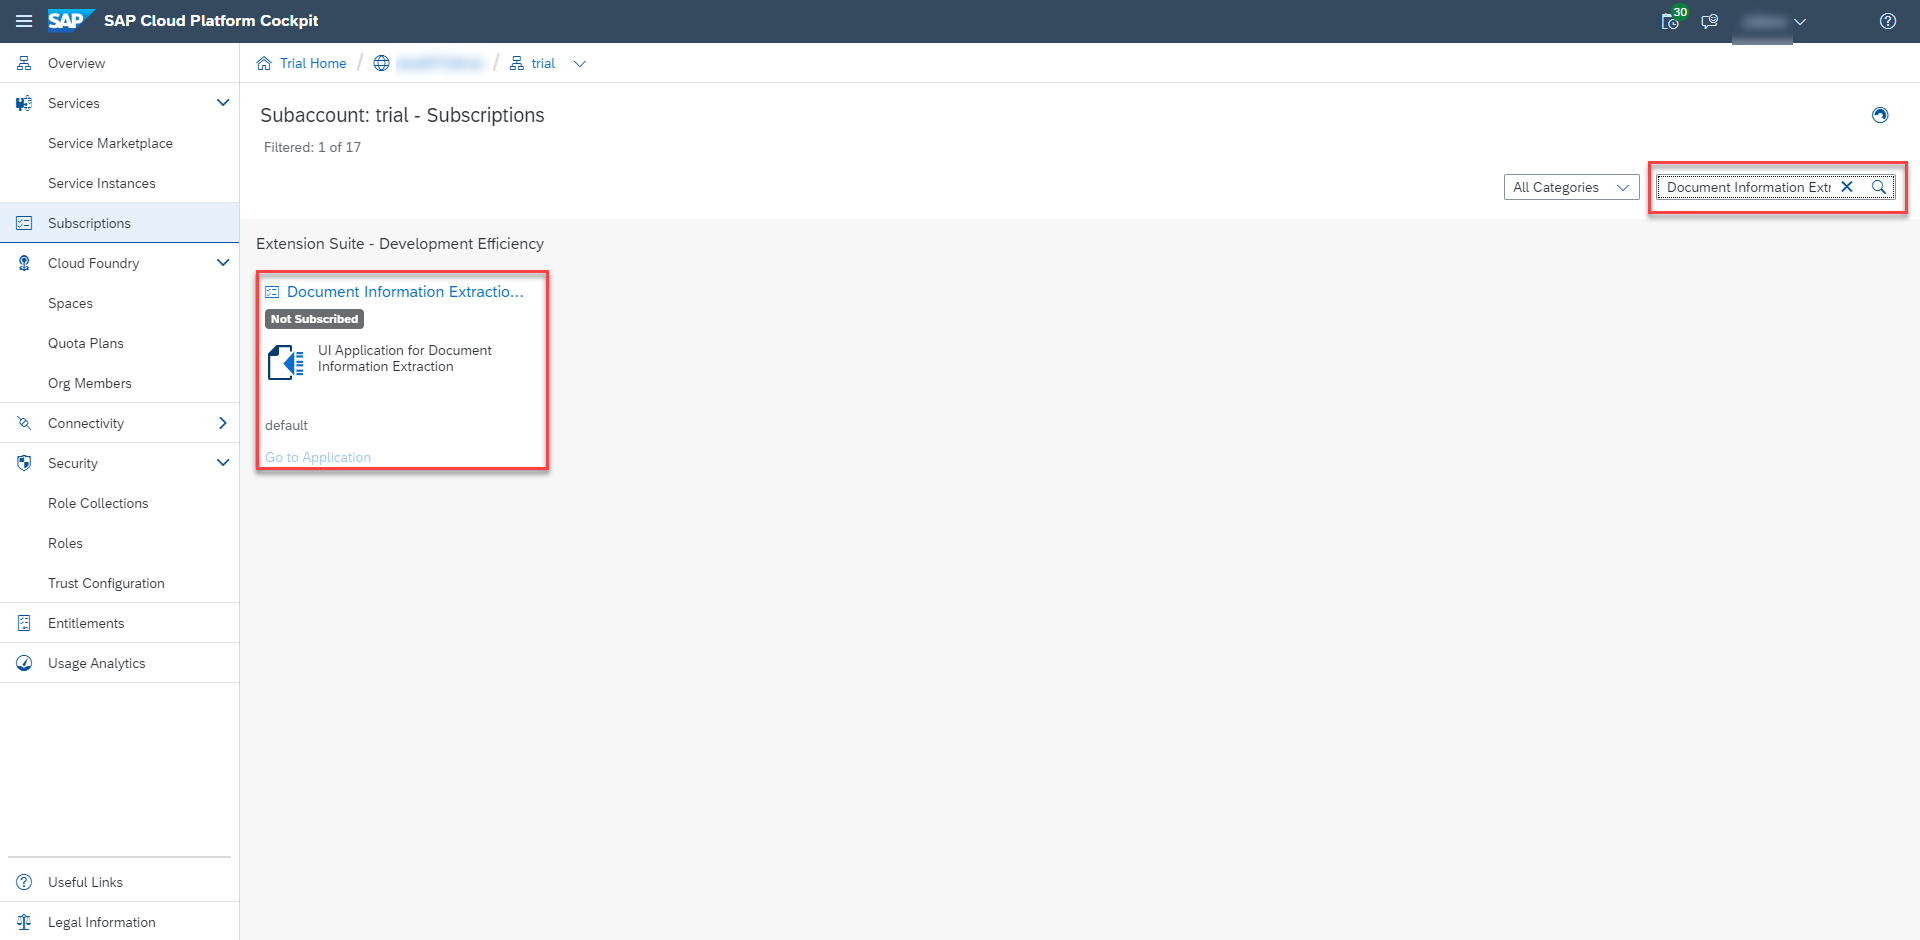 SAP SAP Cloud Platform Cockpit
30
Overview
Services
Service Marketplace
Service Instances
Subscriptions
Cloud Foundry
Spaces
Quota Plans
Org Members
Connectivity
Security
Role Collections
Roles
Trust Configuration
Entitlements
Usage Analytics
Useful Links
Legal Information
Trial Home / / trial
Subaccount: trial - Subscriptions
Filtered: 1 of 17
All Categories
Document Information Extr
Extension Suite - Development Efficiency
Document Information Extractio...
Not Subscribed
UI Application for Document
Information Extraction
default
Go to Application